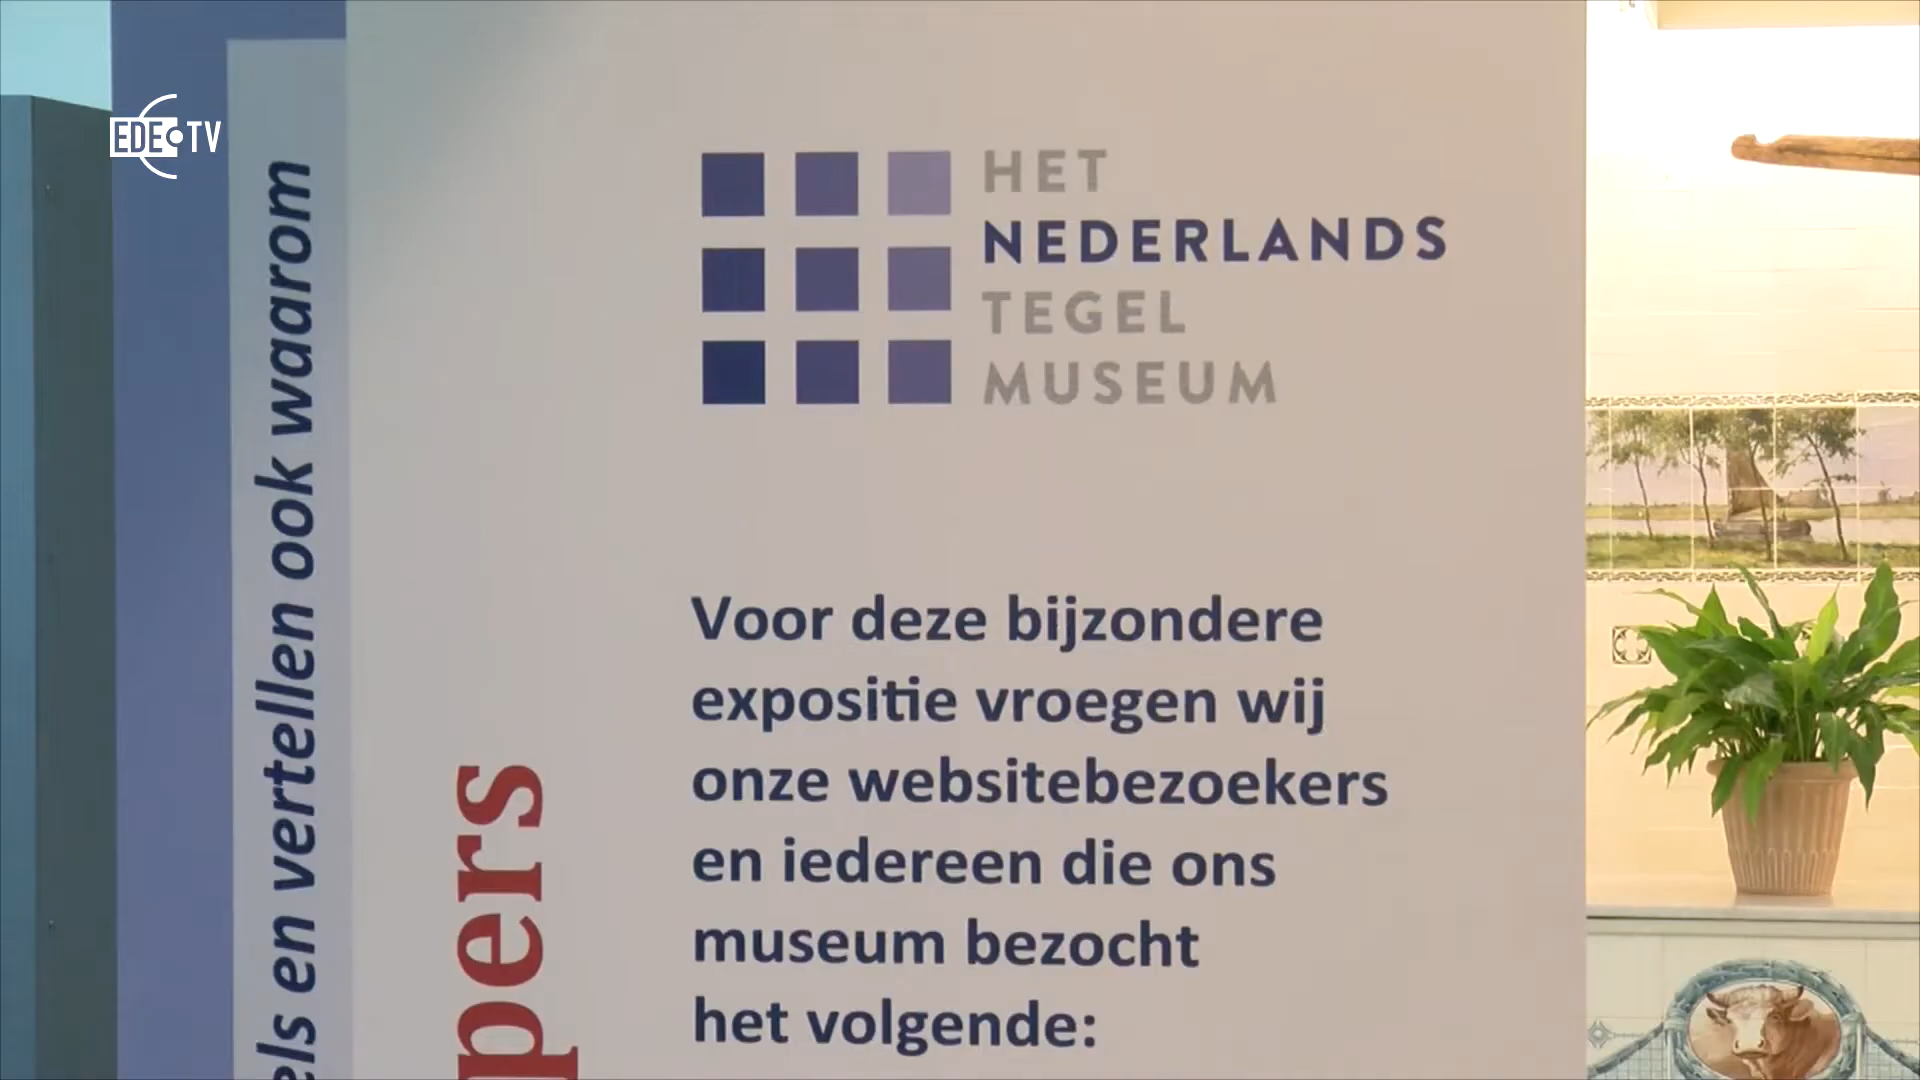 EDE TV
els en vertellen ook waarom
pers
HET
NEDERLANDS
TEGEL
MUSEUM
Voor deze bijzondere
expositie vroegen wij
onze websitebezoekers
en iedereen die ons
museum bezocht
het volgende: